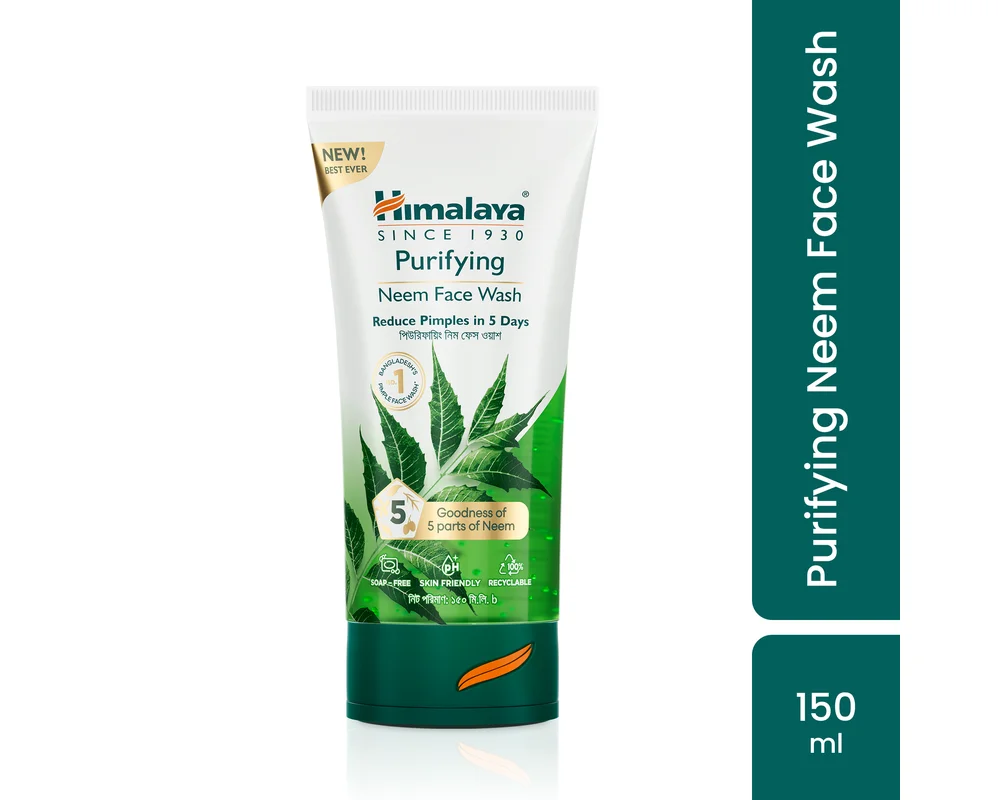 NEW!
BEST EVER
Himalaya®
SINCE 1930
Purifying
Neem Face Wash
Reduce Pimples in 5 Days
পিউরিফায়িং নিম ফেস ওয়াশ
BANGLADESH'S
NO. 1
PIMPLE FACE WASH*
5
Goodness of
5 parts of Neem
pH+
100%
SOAP-FREE
SKIN FRIENDLY
RECYCLABLE
নিট পরিমাণ: ১৫০ মি.লি. b
Purifying Neem Face Wash
150
ml